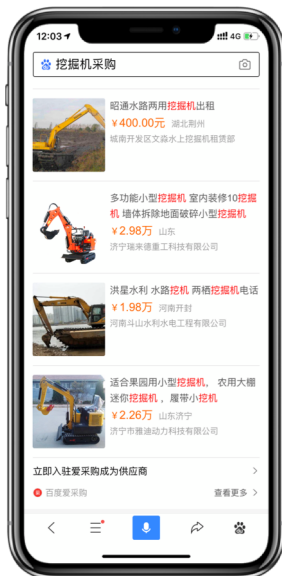 12:03
4G
挖掘机采购
昭通水路两用挖掘机出租
￥400.00元 湖北荆州
城南开发区文淼水上挖掘机租赁部
多功能小型挖掘机 室内装修10挖掘
机 墙体拆除地面破碎小型挖掘机
￥2.98万 山东
济宁瑞来德重工科技有限公司
洪星水利 水路挖机 两栖挖掘机电话
￥1.98万 河南开封
河南斗山水利水电工程有限公司
适合果园用小型挖掘机， 农用大棚
迷你挖掘机 ，履带小挖机
￥2.26万 山东济宁
济宁市雅迪动力科技有限公司
立即入驻爱采购成为供应商
百度爱采购 查看更多